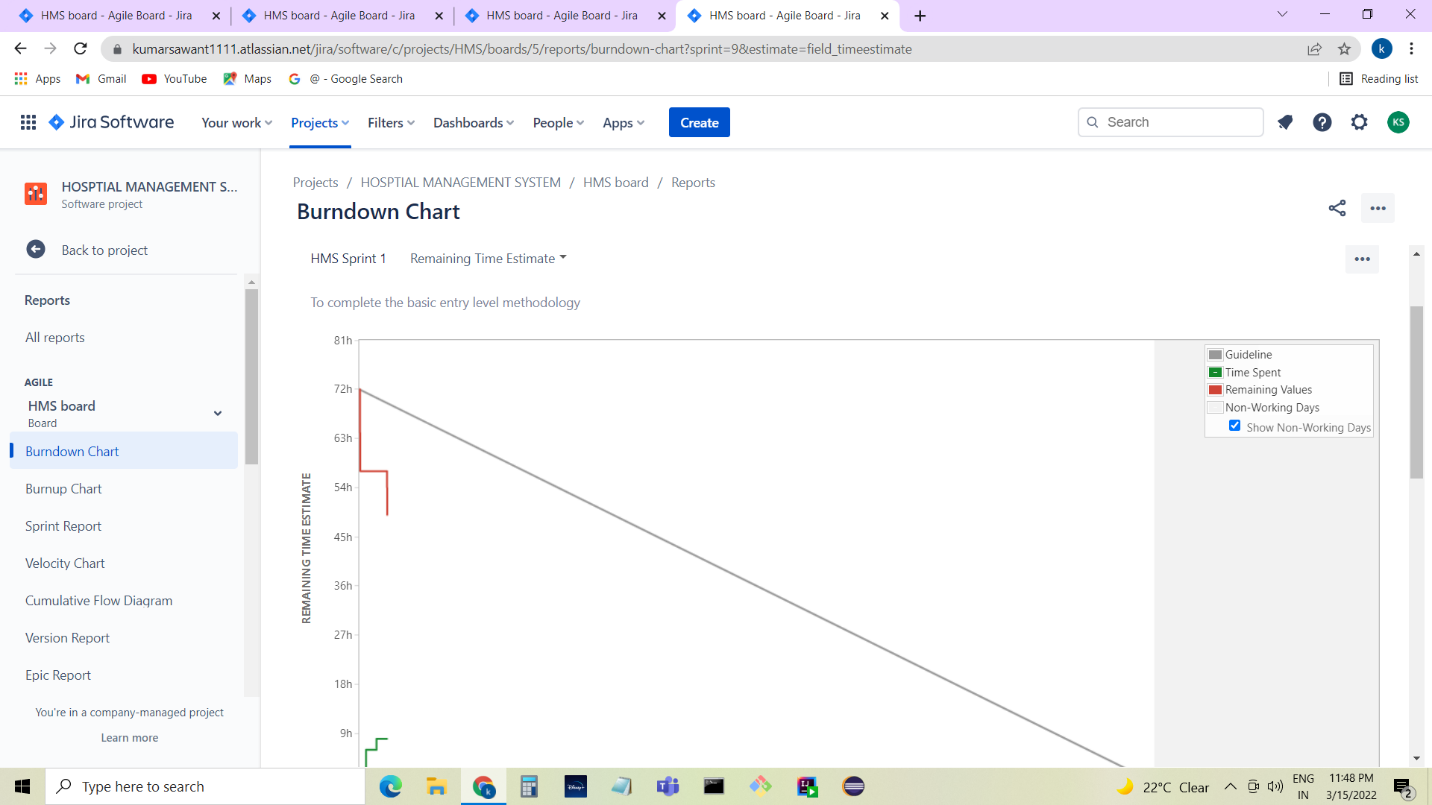 HMS board - Agile Board - Jira
HMS board - Agile Board - Jira
HMS board - Agile Board - Jira
HMS board - Agile Board - Jira
kumarsawant1111.atlassian.net/jira/software/c/projects/HMS/boards/5/reports/burndown-chart?sprint=9&estimate=field_timeestimate
k
Apps Gmail YouTube Maps @ - Google Search Reading list
Jira Software Your work Projects Filters Dashboards People Apps Create Search KS
HOSPTIAL MANAGEMENT S...
Software project
Back to project
Reports
All reports
AGILE
HMS board
Board
Burndown Chart
Burnup Chart
Sprint Report
Velocity Chart
Cumulative Flow Diagram
Version Report
Epic Report
You're in a company-managed project
Learn more
Projects / HOSPTIAL MANAGEMENT SYSTEM / HMS board / Reports
Burndown Chart
HMS Sprint 1 Remaining Time Estimate
To complete the basic entry level methodology
REMAINING TIME ESTIMATE
81h
72h
63h
54h
45h
36h
27h
18h
9h
Guideline
Time Spent
Remaining Values
Non-Working Days
Show Non-Working Days
Type here to search
Disney+
22°C Clear
ENG
IN
11:48 PM
3/15/2022
2